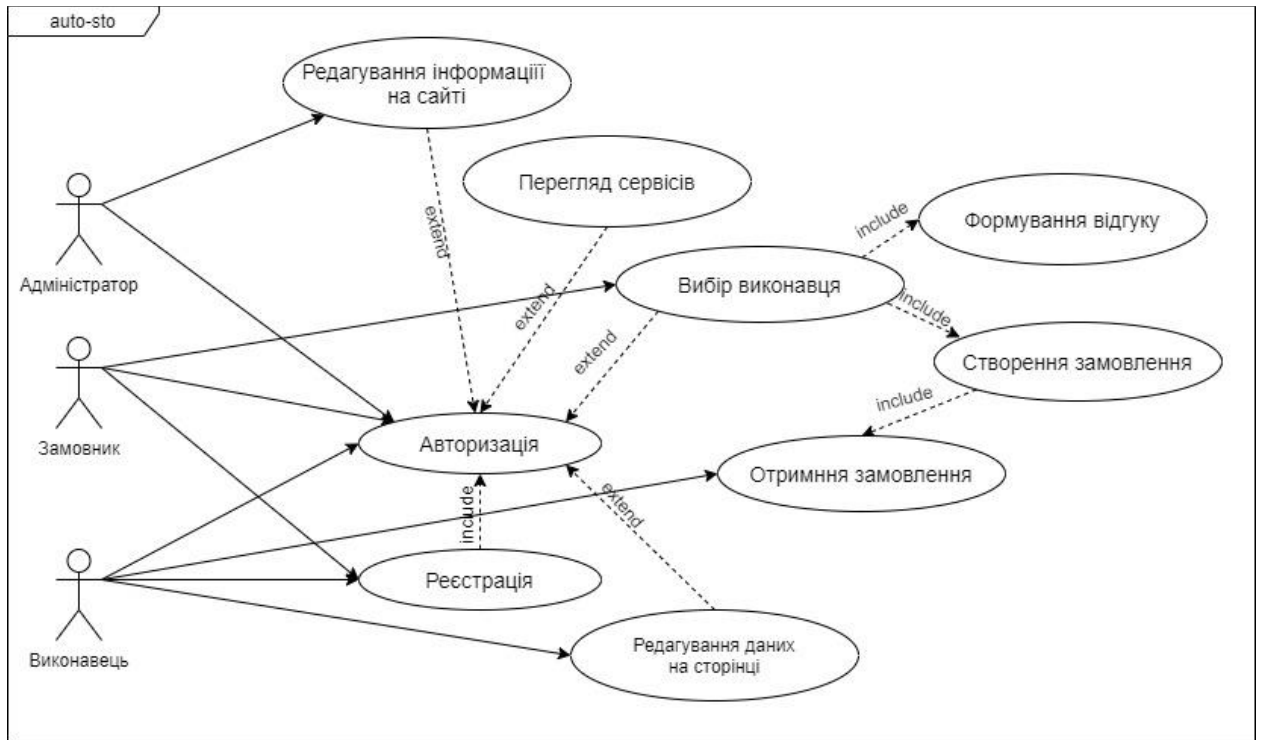 auto-sto
Редагування інформаціїї
на сайті
Перегляд сервісів
extend
include
Формування відгуку
Адміністратор
Вибір виконавця
extend
include
extend
Створення замовлення
include
Замовник
Авторизація
Отримння замовлення
extend
include
Реєстрація
Виконавець
Редагування даних
на сторінці